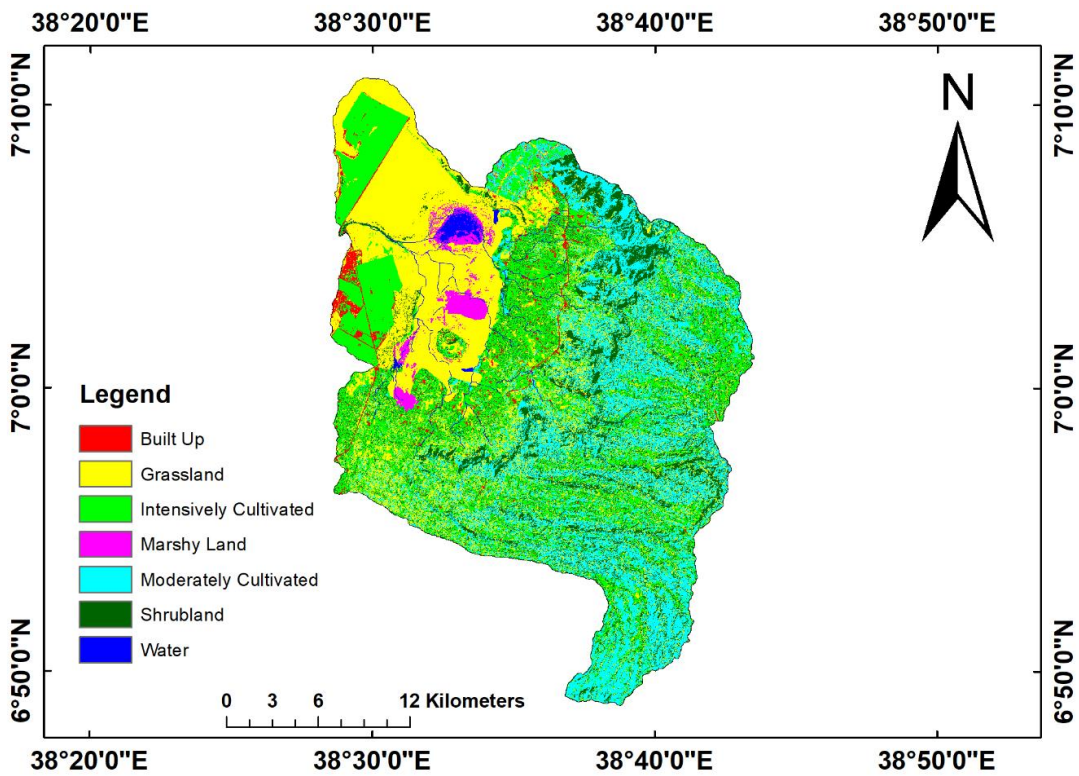 38°20'0"E 38°30'0"E 38°40'0"E 38°50'0"E
7°10'0"N 7°10'0"N
N
7°0'0"N 7°0'0"N
Legend
Built Up
Grassland
Intensively Cultivated
Marshy Land
Moderately Cultivated
Shrubland
Water
6°50'0"N 6°50'0"N
0 3 6 12 Kilometers
38°20'0"E 38°30'0"E 38°40'0"E 38°50'0"E